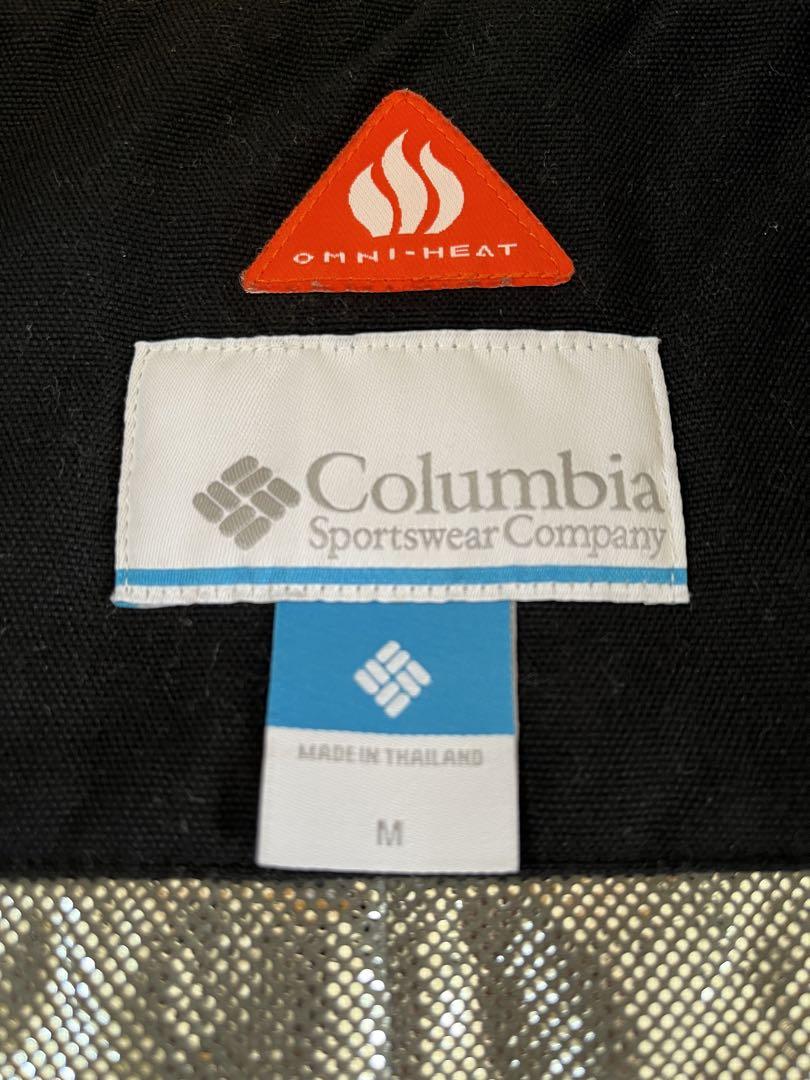 OMNI-HEAT
Columbia
Sportswear Company
MADE IN THAILAND
M